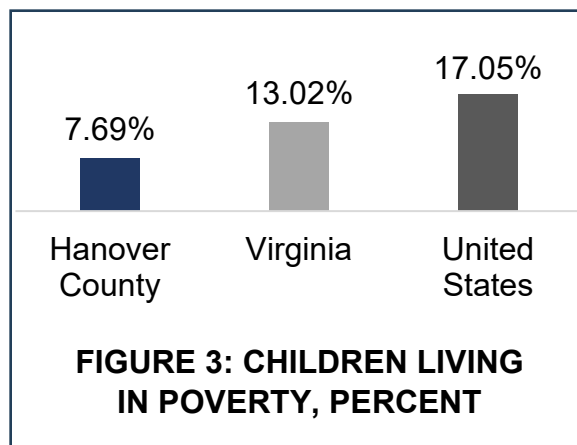 17.05%
13.02%
7.69%
Hanover
County
Virginia
United
States
FIGURE 3: CHILDREN LIVING
IN POVERTY, PERCENT